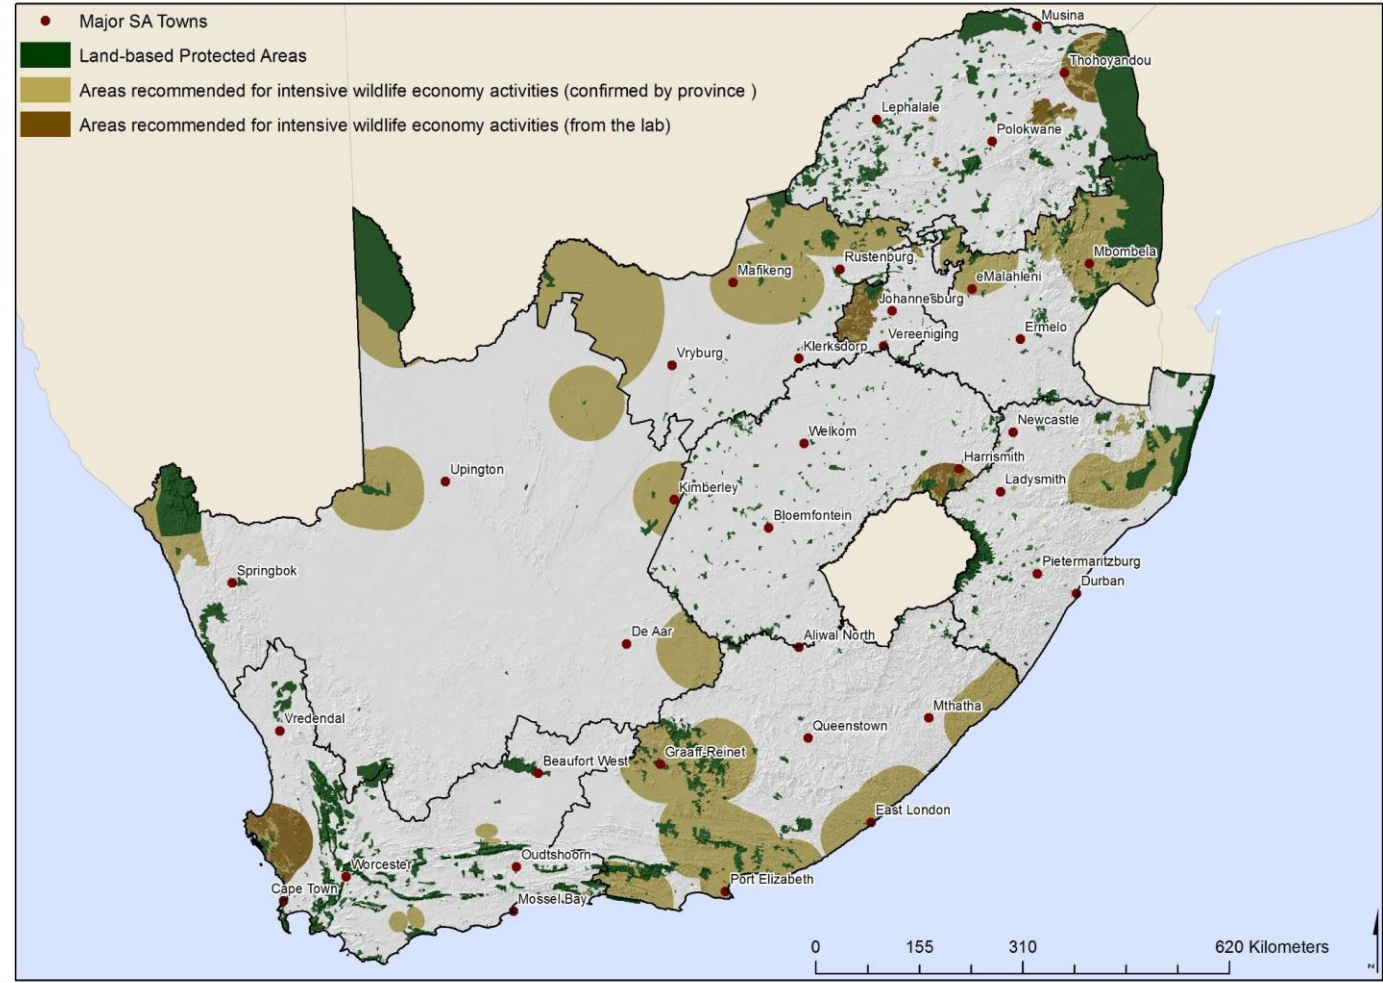 Major SA Towns
Land-based Protected Areas
Areas recommended for intensive wildlife economy activities (confirmed by province )
Areas recommended for intensive wildlife economy activities (from the lab)
Musina
Thohoyandou
Lephalale
Polokwane
Mbombela
Rustenburg
Mafikeng
eMalahleni
Johannesburg
Ermelo
Vereeniging
Klerksdorp
Vryburg
Newcastle
Welkom
Harrismith
Upington
Ladysmith
Kimberley
Bloemfontein
Pietermaritzburg
Springbok
Durban
De Aar
Aliwal North
Mthatha
Vredendal
Queenstown
Graaff-Reinet
Beaufort West
East London
Oudtshoorn
Worcester
Port Elizabeth
Cape Town
Mossel Bay
0 155 310 620 Kilometers
z